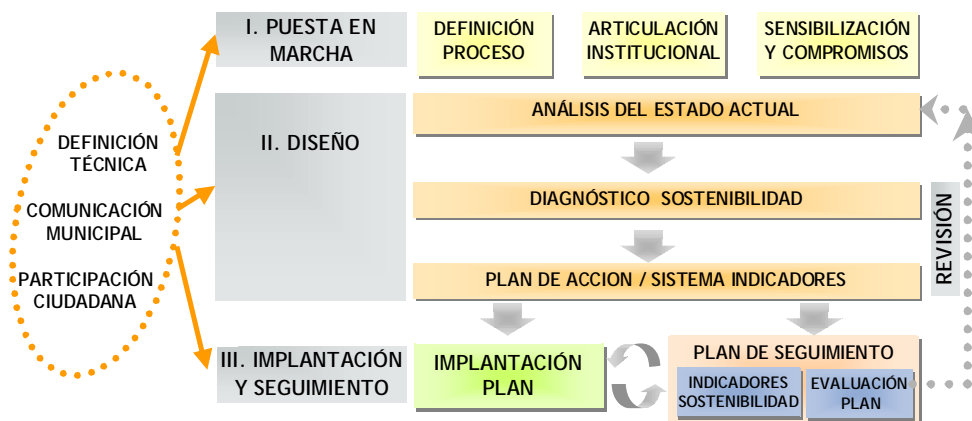 I. PUESTA EN
MARCHA
DEFINICIÓN
PROCESO
ARTICULACIÓN
INSTITUCIONAL
SENSIBILIZACIÓN
Y COMPROMISOS
DEFINICIÓN
TÉCNICA
COMUNICACIÓN
MUNICIPAL
PARTICIPACIÓN
CIUDADANA
II. DISEÑO
ANÁLISIS DEL ESTADO ACTUAL
DIAGNÓSTICO SOSTENIBILIDAD
PLAN DE ACCION / SISTEMA INDICADORES
REVISIÓN
III. IMPLANTACIÓN
Y SEGUIMIENTO
IMPLANTACIÓN
PLAN
PLAN DE SEGUIMIENTO
INDICADORES
SOSTENIBILIDAD
EVALUACIÓN
PLAN